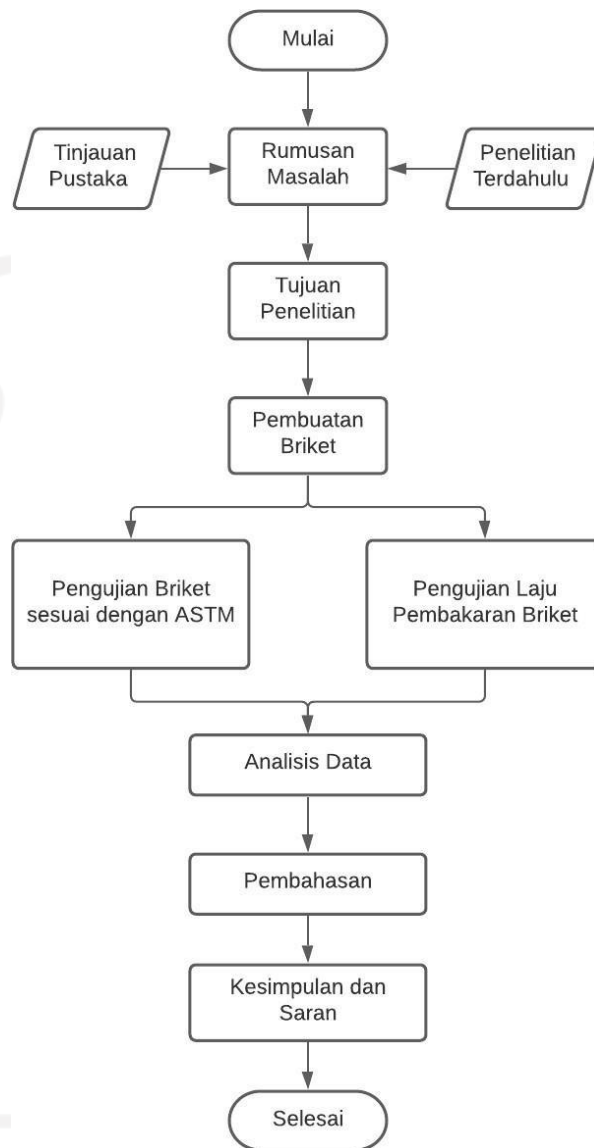 Mulai
Tinjauan
Pustaka
Rumusan
Masalah
Penelitian
Terdahulu
Tujuan
Penelitian
Pembuatan
Briket
Pengujian Briket
sesuai dengan ASTM
Pengujian Laju
Pembakaran Briket
Analisis Data
Pembahasan
Kesimpulan dan
Saran
Selesai